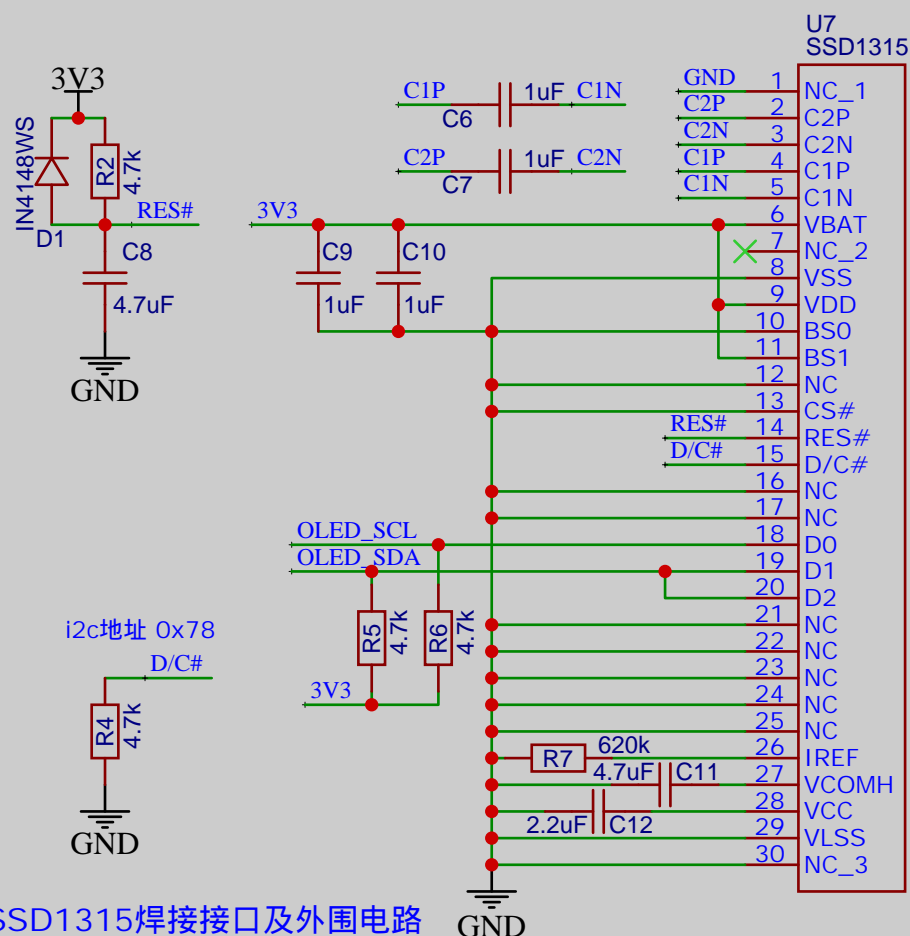 U7
SSD1315
3V3
IN4148WS
D1
R2
4.7k
RES#
C8
4.7uF
GND
C1P
C6
1uF
C1N
C2P
C7
1uF
C2N
3V3
C9
1uF
C10
1uF
GND 1 NC_1
C2P 2 C2P
C2N 3 C2N
C1P 4 C1P
C1N 5 C1N
6 VBAT
7 NC_2
8 VSS
9 VDD
10 BS0
11 BS1
12 NC
13 CS#
RES# 14 RES#
D/C# 15 D/C#
16 NC
17 NC
OLED_SCL 18 D0
OLED_SDA 19 D1
20 D2
21 NC
22 NC
23 NC
24 NC
25 NC
26 IREF
27 VCOMH
28 VCC
29 VLSS
30 NC_3
R5
4.7k
R6
4.7k
3V3
R7
620k
4.7uF
C11
2.2uF
C12
GND
i2c地址 0x78
D/C#
R4
4.7k
GND
SSD1315焊接接口及外围电路